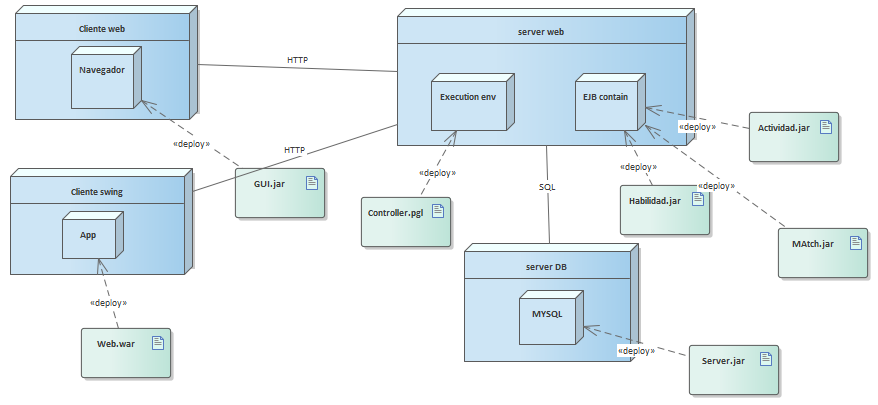 Cliente web
Navegador
HTTP
server web
Execution env
EJB contain
«deploy»
Actividad.jar
«deploy»
HTTP
«deploy»
«deploy»
«deploy»
Cliente swing
App
GUI.jar
Controller.pgl
SQL
Habilidad.jar
MAtch.jar
server DB
MYSQL
«deploy»
Web.war
«deploy»
Server.jar